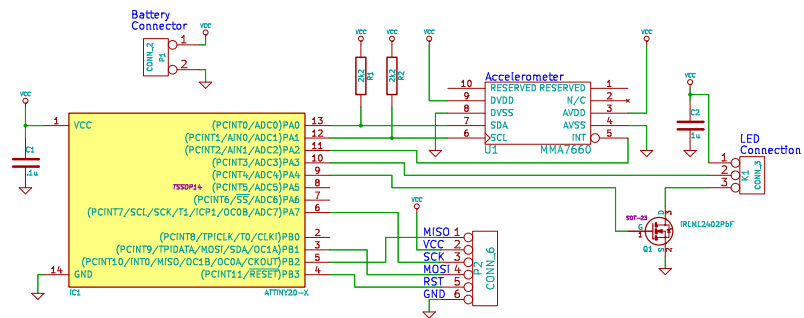 Battery
Connector
VCC
CONN_2
P1
1
2
VCC
VCC
VCC
VCC
2k2
R1
2k2
R2
Accelerometer
10 RESERVED RESERVED 1
9 DVDD N/C 2
8 DVSS AVDD 3
7 SDA AVSS 4
6 SCL INT 5
U1 MMA7660
VCC
C2
.1u
LED
Connection
1
2
3
K1
CONN_3
VCC
C1
.1u
1 VCC
14 GND
TSSOP14
(PCINT0/ADC0)PA0 13
(PCINT1/AIN0/ADC1)PA1 12
(PCINT2/AIN1/ADC2)PA2 11
(PCINT3/ADC3)PA3 10
(PCINT4/ADC4)PA4 9
(PCINT5/ADC5)PA5 8
(PCINT6/SS/ADC6)PA6 7
(PCINT7/SCL/SCK/T1/ICP1/OC0B/ADC7)PA7 6
(PCINT8/TPICLK/T0/CLKI)PB0 2
(PCINT9/TPIDATA/MOSI/SDA/OC1A)PB1 3
(PCINT10/INT0/MISO/OC1B/OC0A/CKOUT)PB2 5
(PCINT11/RESET)PB3 4
IC1 ATTINY20-X
VCC
MISO 1
VCC 2
SCK 3
MOSI 4
RST 5
GND 6
P2
CONN_6
SOT-23
D 3
G 1
S 2
Q1
IRLML2402PbF